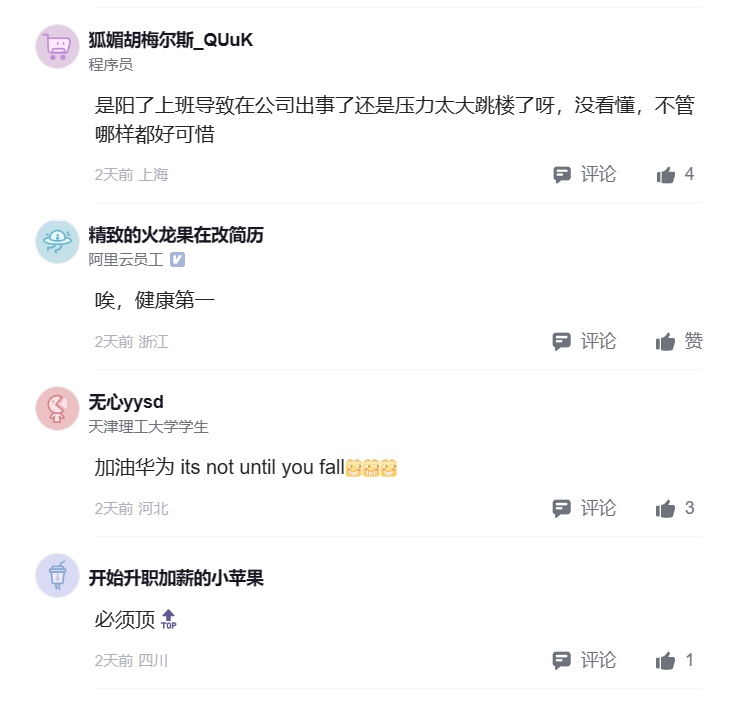 狐媚胡梅尔斯_QUuK
程序员
是阳了上班导致在公司出事了还是压力太大跳楼了呀，没看懂，不管
哪样都好可惜
2天前 上海 评论 4
精致的火龙果在改简历
阿里云员工
唉，健康第一
2天前 浙江 评论 赞
无心yysd
天津理工大学学生
加油华为 its not until you fall
2天前 河北 评论 3
开始升职加薪的小苹果
必须顶 TOP
2天前 四川 评论 1